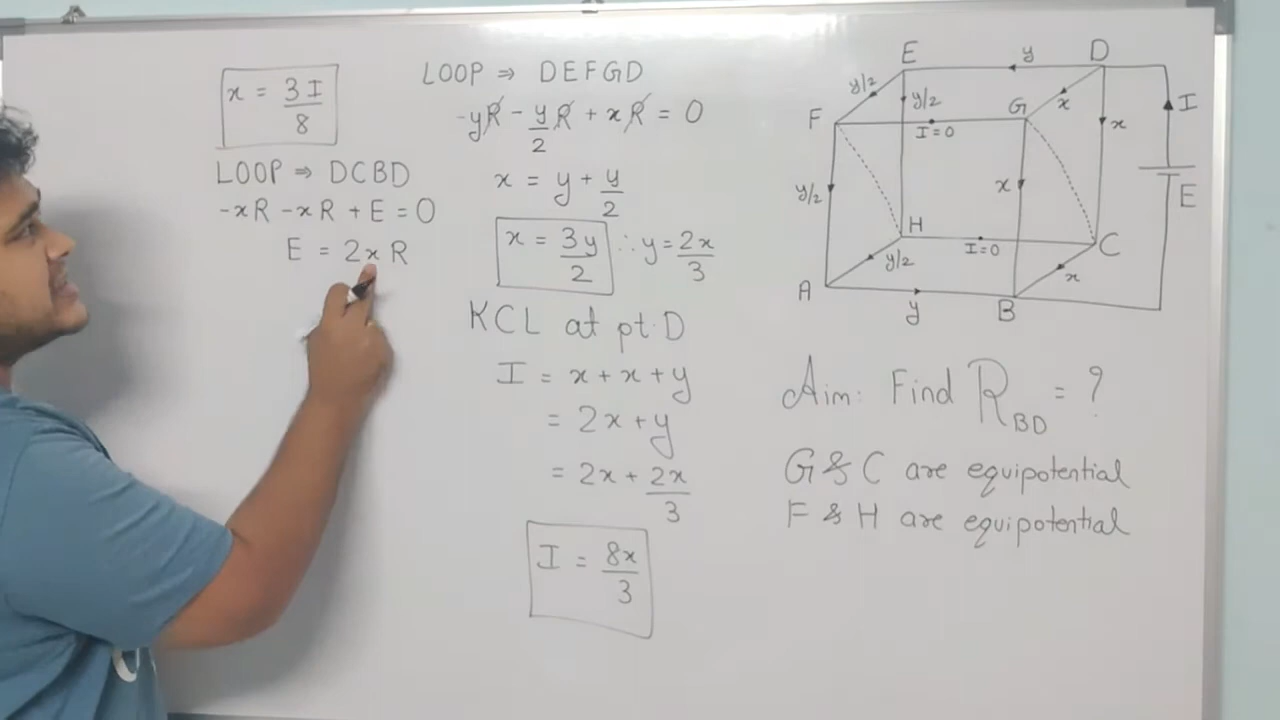 x = 3I/8
LOOP ⇒ DCBD
-xR -xR + E = 0
E = 2xR
LOOP ⇒ DEFGD
-yR - y/2 R + xR = 0
x = y + y/2
x = 3y/2 ∴ y = 2x/3
KCL at pt. D
I = x + x + y
= 2x + y
= 2x + 2x/3
I = 8x/3
E y D
y/2 y/2 G x I
F I=0 x
y/2 x E
H I=0 C
y/2 x
A y B
Aim: Find R_BD = ?
G & C are equipotential
F & H are equipotential